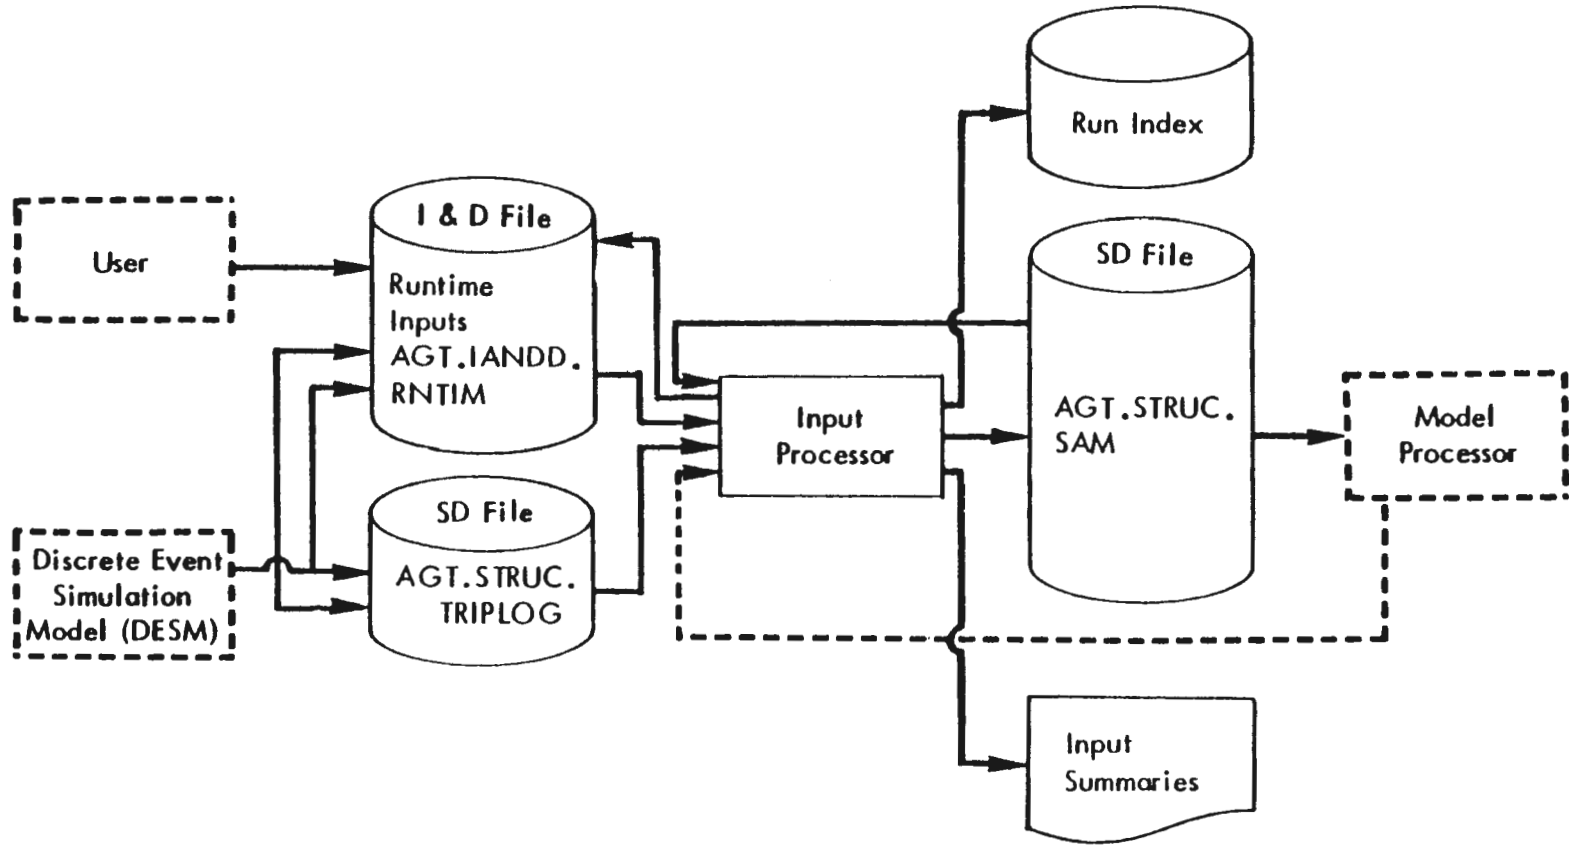 Run Index
I & D File
Runtime
Inputs
AGT.IANDD.
RNTIM
User
SD File
AGT.STRUC.
SAM
Input
Processor
Model
Processor
SD File
AGT.STRUC.
TRIPLOG
Discrete Event
Simulation
Model (DESM)
Input
Summaries